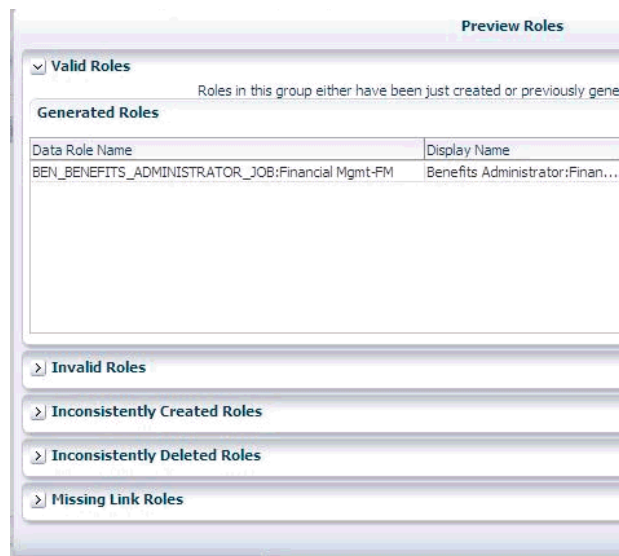 Preview Roles
Valid Roles
Roles in this group either have been just created or previously gene
Generated Roles
Data Role Name Display Name
BEN_BENEFITS_ADMINISTRATOR_JOB:Financial Mgmt-FM Benefits Administrator:Finan...
Invalid Roles
Inconsistently Created Roles
Inconsistently Deleted Roles
Missing Link Roles